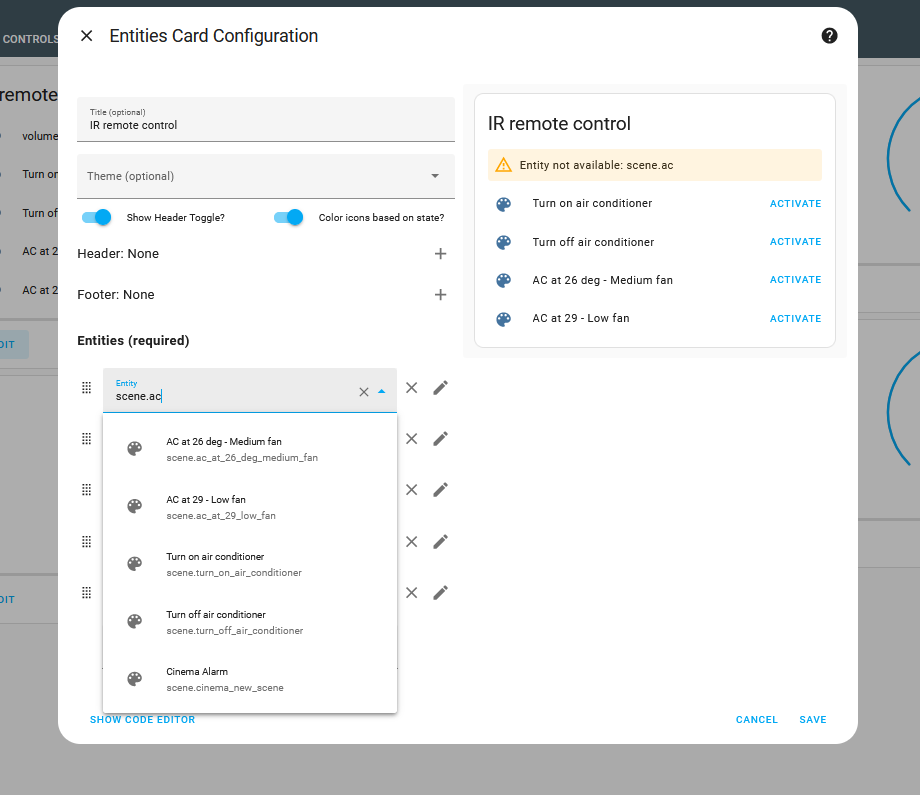 CONTROLS
remote
volume
Turn on
Turn of
AC at 2
AC at 2
DIT
DIT
Entities Card Configuration
Title (optional)
IR remote control
Theme (optional)
Show Header Toggle?
Color icons based on state?
Header: None
Footer: None
Entities (required)
Entity
scene.ac
AC at 26 deg - Medium fan
scene.ac_at_26_deg_medium_fan
AC at 29 - Low fan
scene.ac_at_29_low_fan
Turn on air conditioner
scene.turn_on_air_conditioner
Turn off air conditioner
scene.turn_off_air_conditioner
Cinema Alarm
scene.cinema_new_scene
SHOW CODE EDITOR
IR remote control
Entity not available: scene.ac
Turn on air conditioner ACTIVATE
Turn off air conditioner ACTIVATE
AC at 26 deg - Medium fan ACTIVATE
AC at 29 - Low fan ACTIVATE
CANCEL SAVE